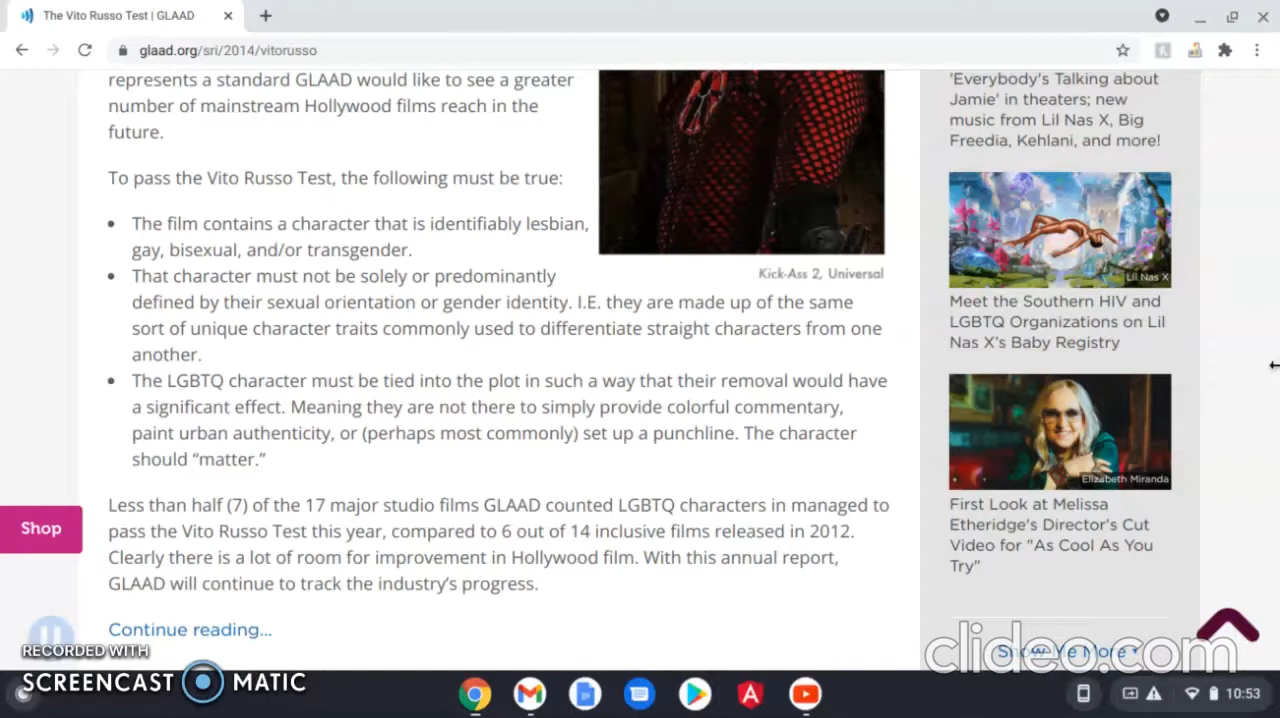 The Vito Russo Test | GLAAD
glaad.org/sri/2014/vitorusso
represents a standard GLAAD would like to see a greater
number of mainstream Hollywood films reach in the
future.
To pass the Vito Russo Test, the following must be true:
The film contains a character that is identifiably lesbian,
gay, bisexual, and/or transgender.
Kick-Ass 2, Universal
That character must not be solely or predominantly
defined by their sexual orientation or gender identity. I.E. they are made up of the same
sort of unique character traits commonly used to differentiate straight characters from one
another.
The LGBTQ character must be tied into the plot in such a way that their removal would have
a significant effect. Meaning they are not there to simply provide colorful commentary,
paint urban authenticity, or (perhaps most commonly) set up a punchline. The character
should “matter.”
Less than half (7) of the 17 major studio films GLAAD counted LGBTQ characters in managed to
pass the Vito Russo Test this year, compared to 6 out of 14 inclusive films released in 2012.
Clearly there is a lot of room for improvement in Hollywood film. With this annual report,
GLAAD will continue to track the industry’s progress.
Continue reading...
Shop
'Everybody's Talking about
Jamie' in theaters; new
music from Lil Nas X, Big
Freedia, Kehlani, and more!
Lil Nas X
Meet the Southern HIV and
LGBTQ Organizations on Lil
Nas X’s Baby Registry
Elizabeth Miranda
First Look at Melissa
Etheridge's Director's Cut
Video for "As Cool As You
Try"
Show Me More
clideo.com
RECORDED WITH
SCREENCAST MATIC
10:53